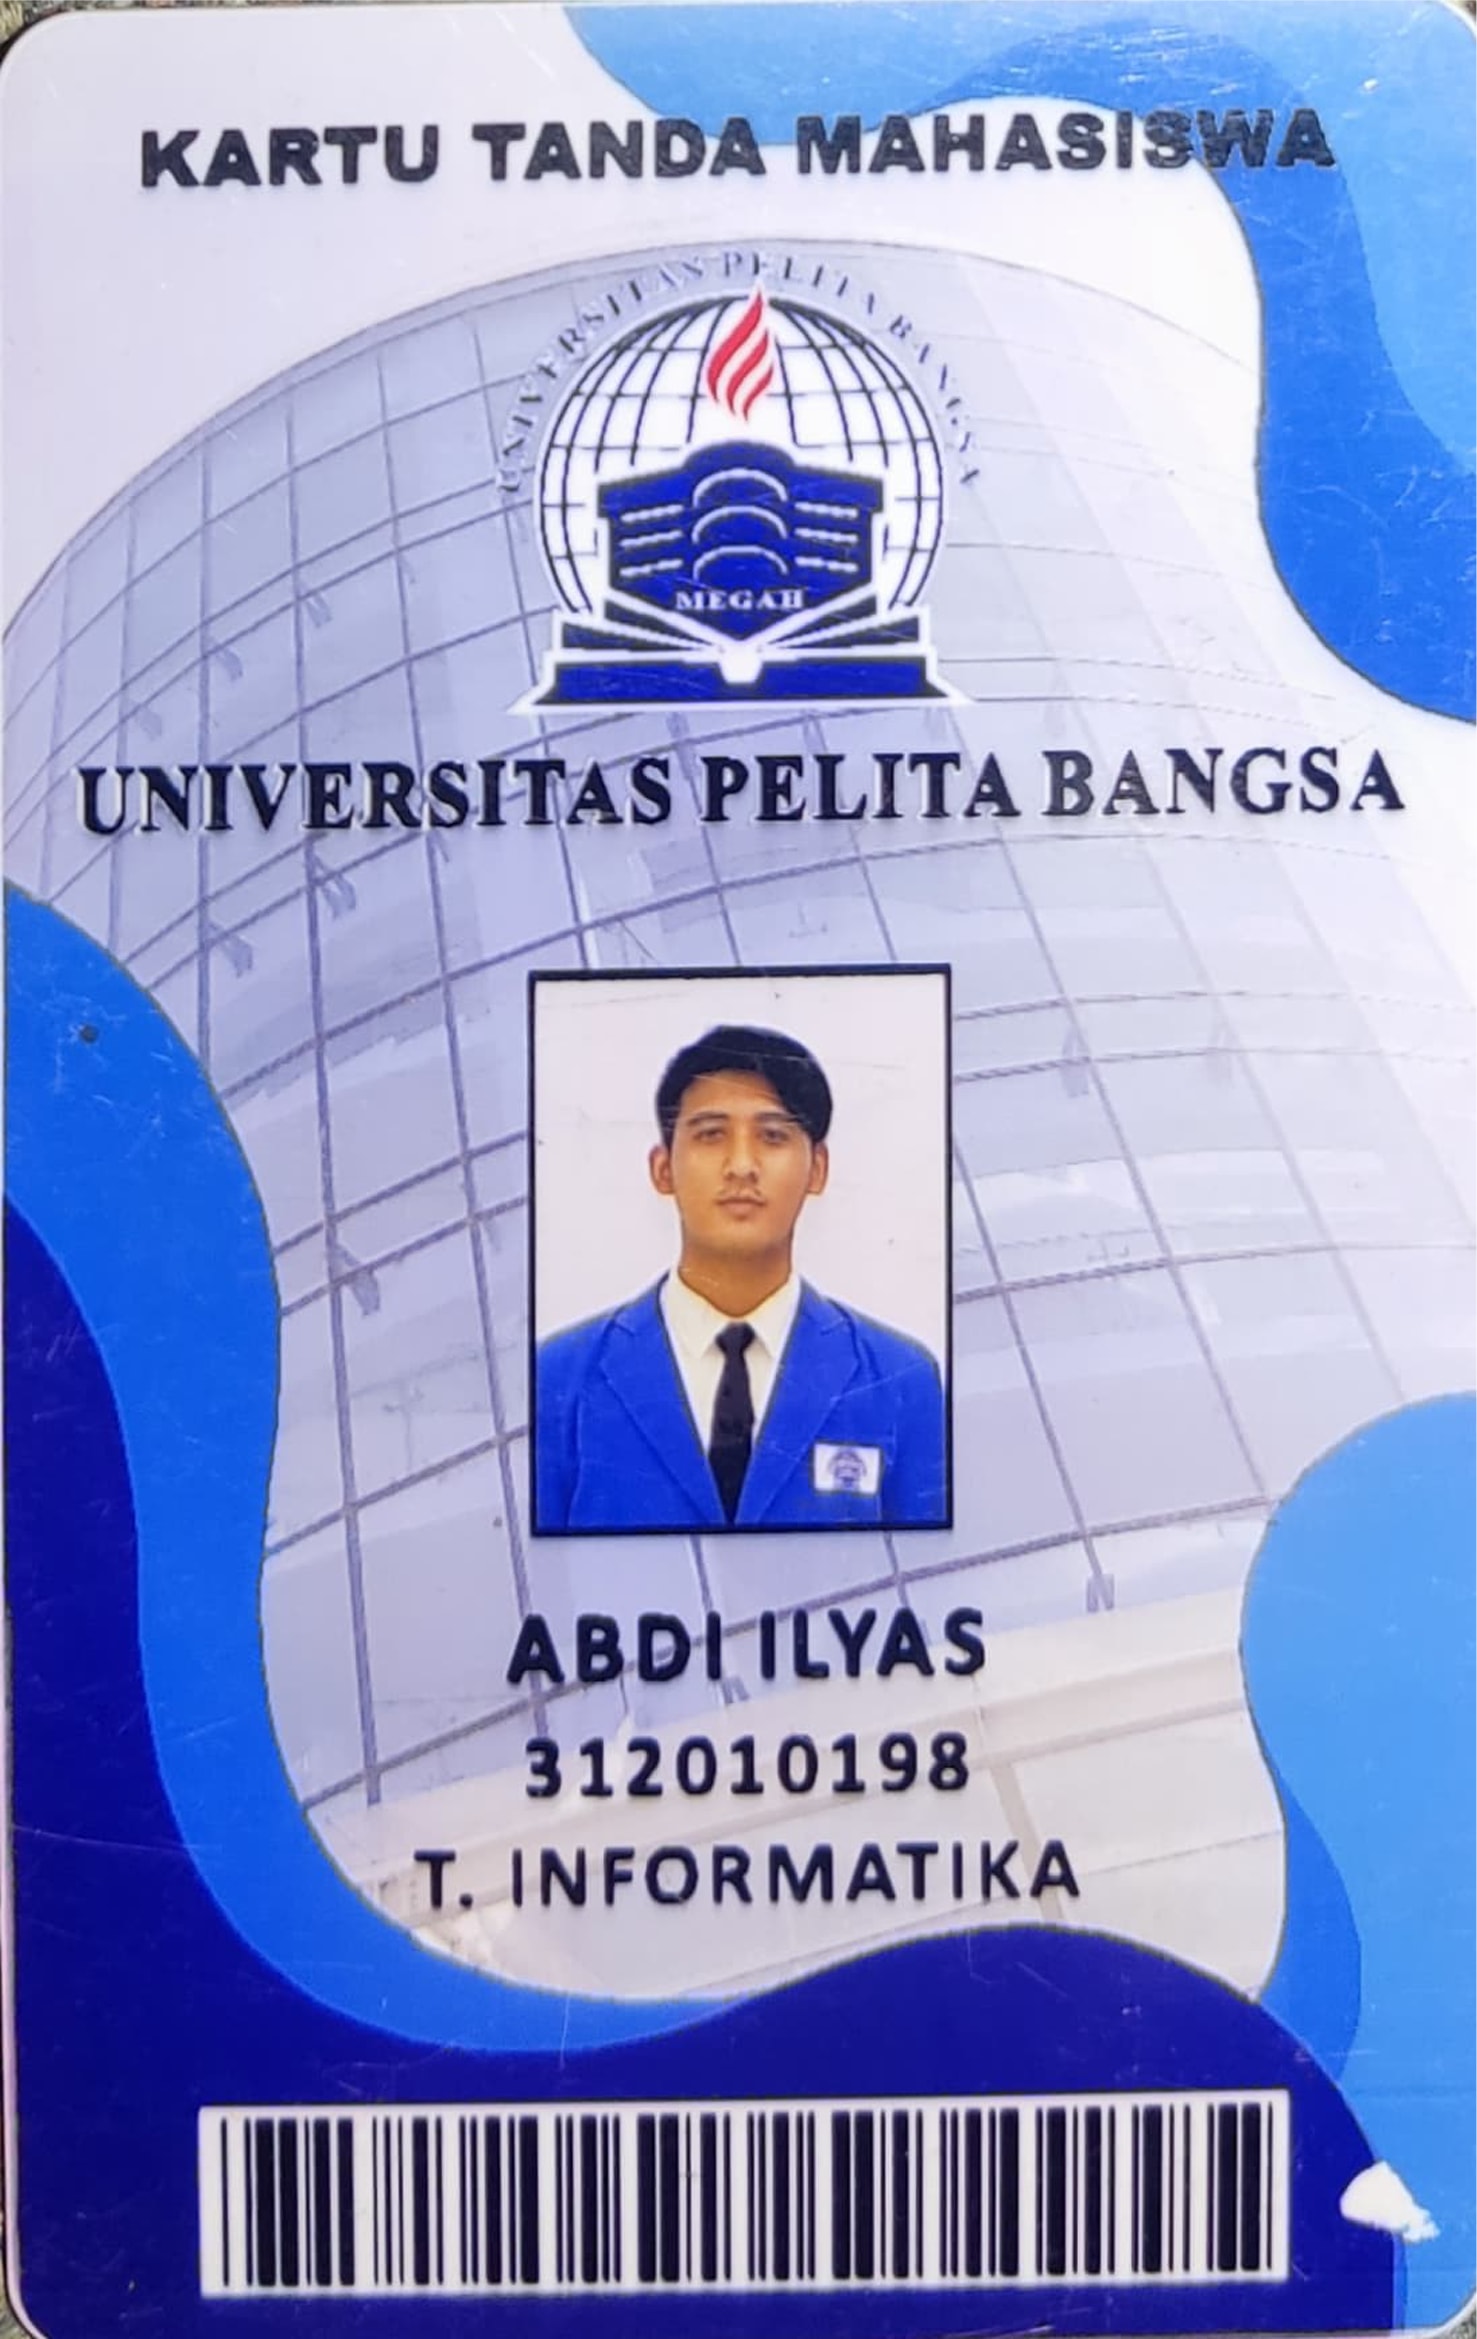 KARTU TANDA MAHASISWA
UNIVERSITAS PELITA BANGSA
MEGAH
UNIVERSITAS PELITA BANGSA
ABDI ILYAS
312010198
T. INFORMATIKA